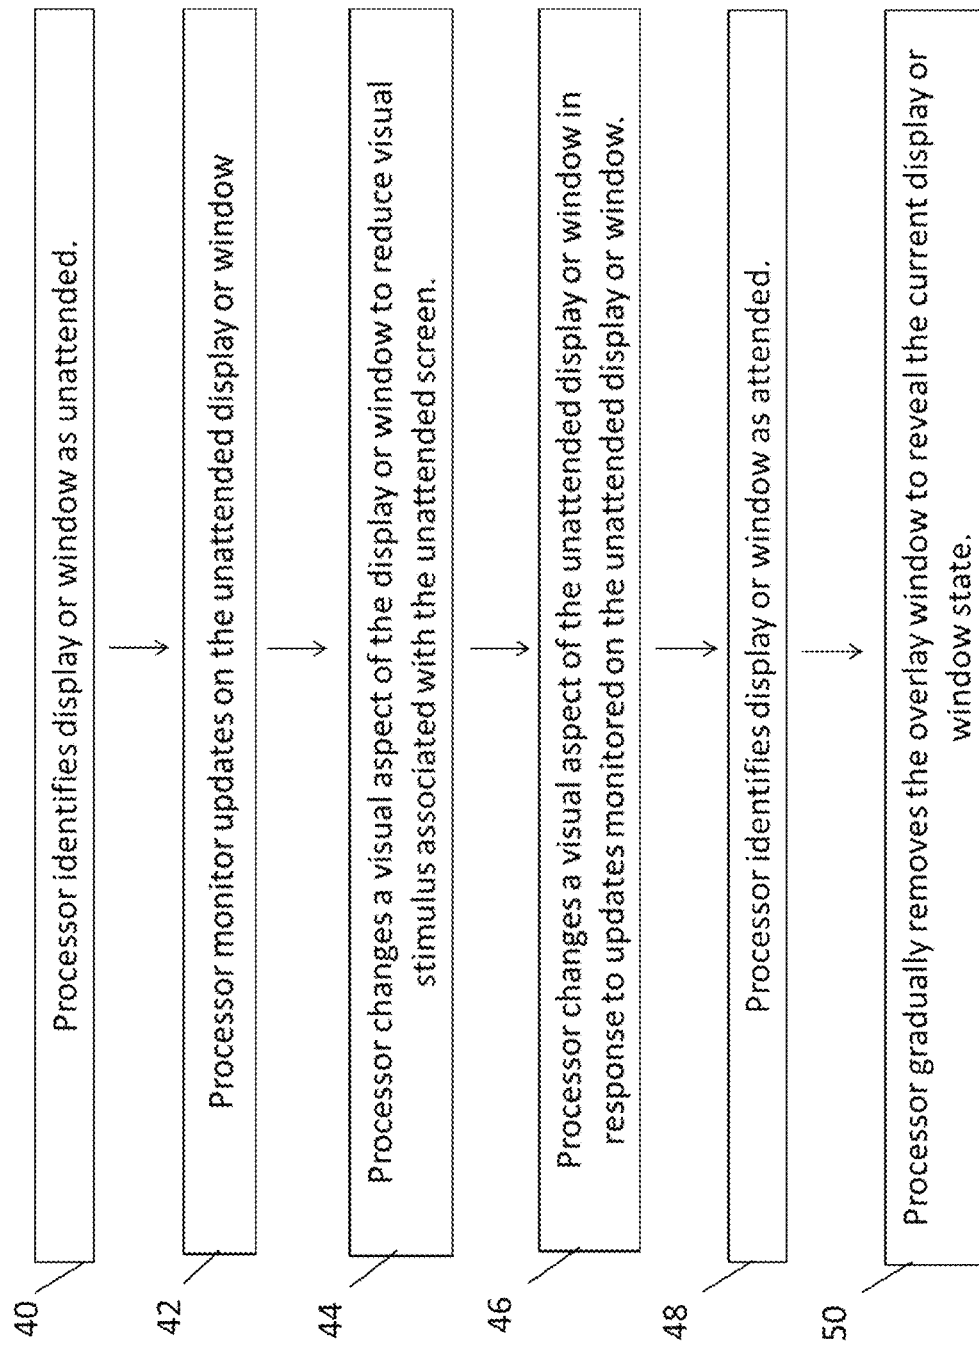 40
Processor identifies display or window as unattended.
42
Processor monitor updates on the unattended display or window
44
Processor changes a visual aspect of the display or window to reduce visual
stimulus associated with the unattended screen.
46
Processor changes a visual aspect of the unattended display or window in
response to updates monitored on the unattended display or window.
48
Processor identifies display or window as attended.
50
Processor gradually removes the overlay window to reveal the current display or
window state.